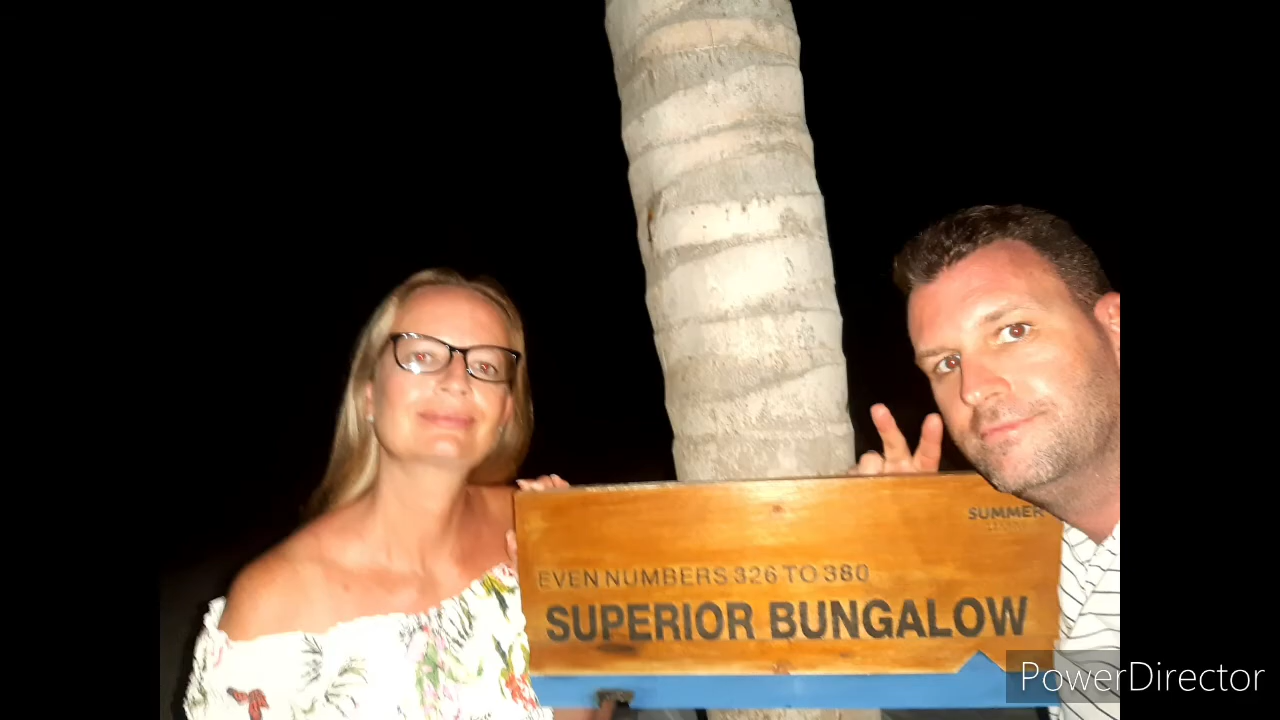 SUMMER
EVEN NUMBERS 326 TO 380
SUPERIOR BUNGALOW
PowerDirector